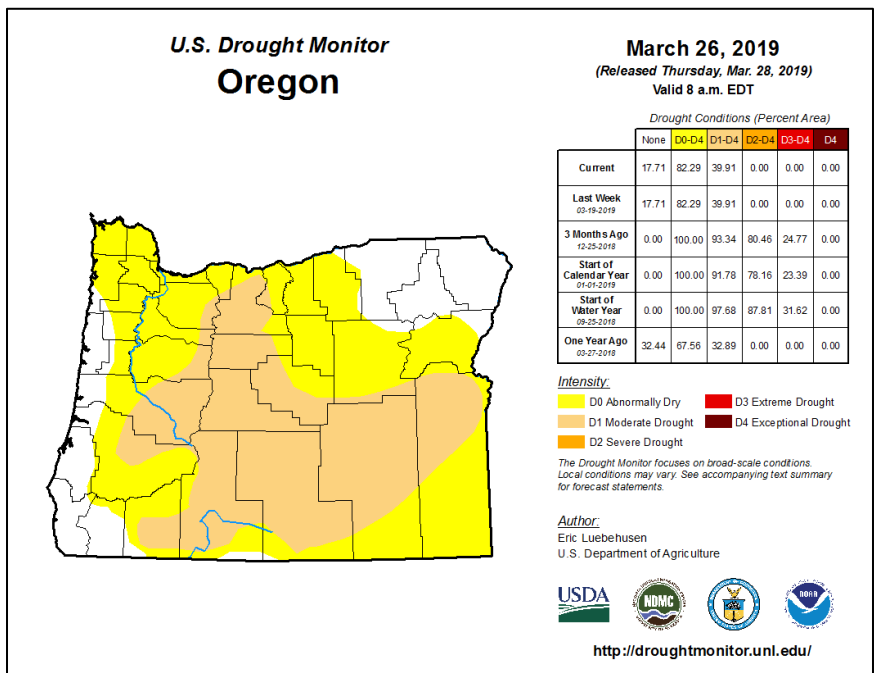 U.S. Drought Monitor
Oregon
March 26, 2019
(Released Thursday, Mar. 28, 2019)
Valid 8 a.m. EDT
Drought Conditions (Percent Area)
None D0-D4 D1-D4 D2-D4 D3-D4 D4
Current 17.71 82.29 39.91 0.00 0.00 0.00
Last Week
03-19-2019
17.71 82.29 39.91 0.00 0.00 0.00
3 Months Ago
12-25-2018
0.00 100.00 93.34 80.46 24.77 0.00
Start of
Calendar Year
01-01-2019
0.00 100.00 91.78 78.16 23.39 0.00
Start of
Water Year
09-25-2018
0.00 100.00 97.68 87.81 31.62 0.00
One Year Ago
03-27-2018
32.44 67.56 32.89 0.00 0.00 0.00
Intensity:
D0 Abnormally Dry
D1 Moderate Drought
D2 Severe Drought
D3 Extreme Drought
D4 Exceptional Drought
The Drought Monitor focuses on broad-scale conditions.
Local conditions may vary. See accompanying text summary
for forecast statements.
Author:
Eric Luebehusen
U.S. Department of Agriculture
USDA
NDMC
NOAA
http://droughtmonitor.unl.edu/